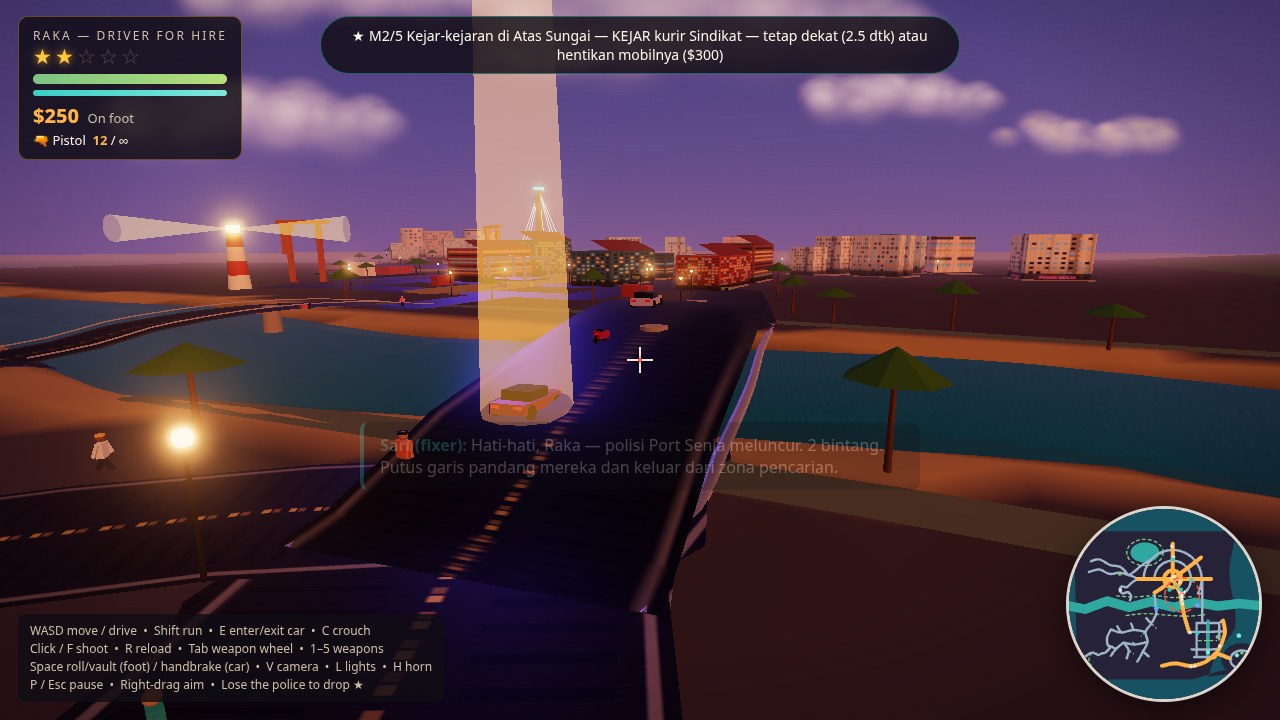 RAKA — DRIVER FOR HIRE
★★☆☆☆
$250 On foot
Pistol 12 / ∞
★ M2/5 Kejar-kejaran di Atas Sungai — KEJAR kurir Sindikat — tetap dekat (2.5 dtk) atau
hentikan mobilnya ($300)
Sari (fixer): Hati-hati, Raka — polisi Port Senja meluncur. 2 bintang.
Putus garis pandang mereka dan keluar dari zona pencarian.
WASD move / drive • Shift run • E enter/exit car • C crouch
Click / F shoot • R reload • Tab weapon wheel • 1–5 weapons
Space roll/vault (foot) / handbrake (car) • V camera • L lights • H horn
P / Esc pause • Right-drag aim • Lose the police to drop ★